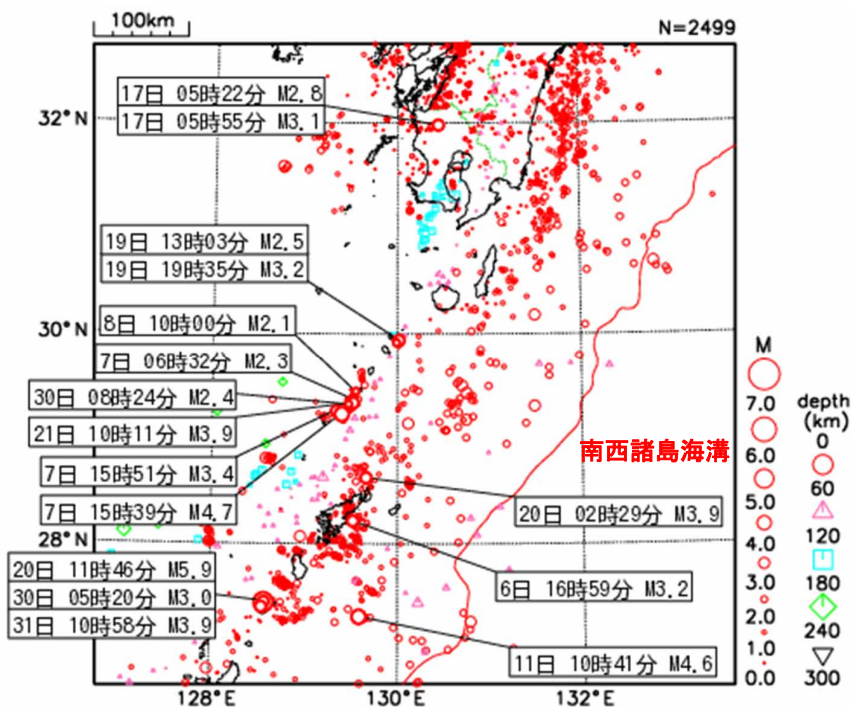 100km
N=2499
17日 05時22分 M2.8
17日 05時55分 M3.1
32°N
19日 13時03分 M2.5
19日 19時35分 M3.2
8日 10時00分 M2.1
30°N
7日 06時32分 M2.3
30日 08時24分 M2.4
21日 10時11分 M3.9
7日 15時51分 M3.4
7日 15時39分 M4.7
南西諸島海溝
20日 02時29分 M3.9
28°N
20日 11時46分 M5.9
30日 05時20分 M3.0
31日 10時58分 M3.9
6日 16時59分 M3.2
11日 10時41分 M4.6
128°E
130°E
132°E
M
7.0
6.0
5.0
4.0
3.0
2.0
1.0
0.0
depth
(km)
0
60
120
180
240
300